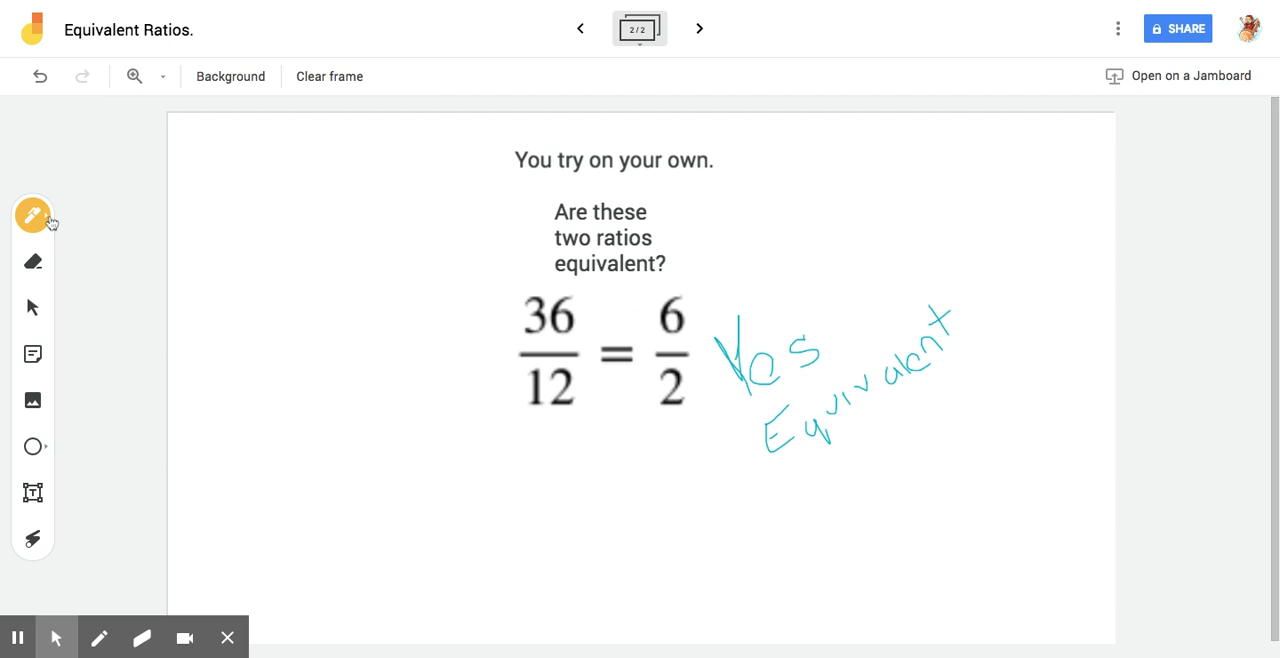 Equivalent Ratios.
2 / 2
SHARE
Background
Clear frame
Open on a Jamboard
You try on your own.
Are these
two ratios
equivalent?
36/12 = 6/2
Yes
Equivalent